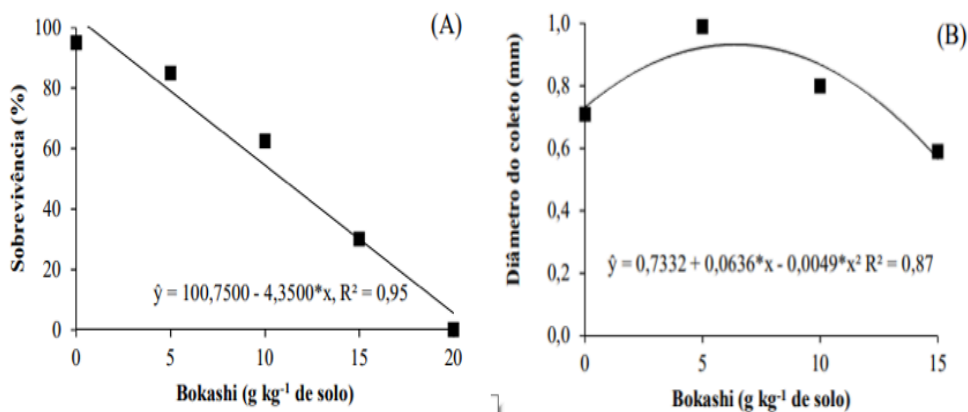 (A)
Sobrevivência (%)
100
80
60
40
20
0
ŷ = 100,7500 - 4,3500*x, R² = 0,95
0 5 10 15 20
Bokashi (g kg⁻¹ de solo)
(B)
Diâmetro do coleto (mm)
1,0
0,8
0,6
0,4
0,2
0,0
ŷ = 0,7332 + 0,0636*x - 0,0049*x² R² = 0,87
0 5 10 15
Bokashi (g kg⁻¹ de solo)